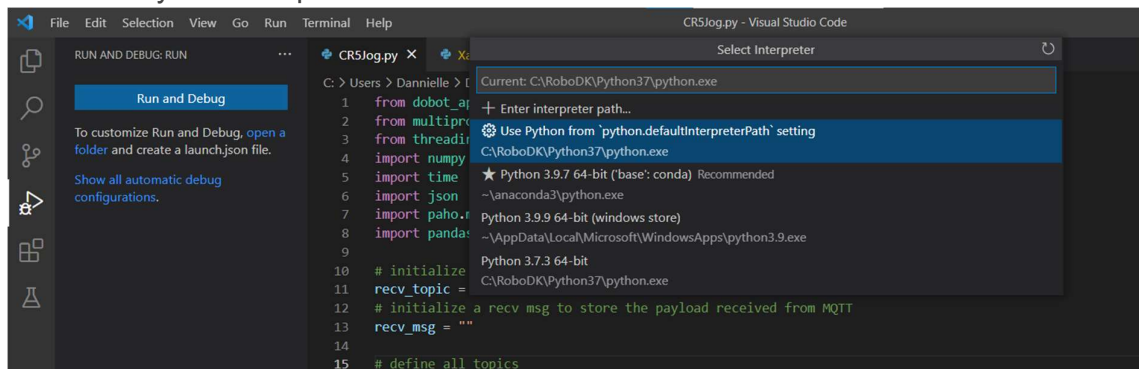 File Edit Selection View Go Run Terminal Help CR5Jog.py - Visual Studio Code
RUN AND DEBUG: RUN ...
Run and Debug
To customize Run and Debug, open a
folder and create a launch.json file.
Show all automatic debug
configurations.
CR5Jog.py
C: > Users > Dannielle >
1 from dobot_a
2 from multipro
3 from threadin
4 import numpy
5 import time
6 import json
7 import paho.
8 import pandas
9
10 # initialize
11 recv_topic =
12 # initialize a recv msg to store the payload received from MQTT
13 recv_msg = ""
14
15 # define all topics
Select Interpreter
Current: C:\RoboDK\Python37\python.exe
+ Enter interpreter path...
Use Python from `python.defaultInterpreterPath` setting
C:\RoboDK\Python37\python.exe
★ Python 3.9.7 64-bit ('base': conda) Recommended
~\anaconda3\python.exe
Python 3.9.9 64-bit (windows store)
~\AppData\Local\Microsoft\WindowsApps\python3.9.exe
Python 3.7.3 64-bit
C:\RoboDK\Python37\python.exe